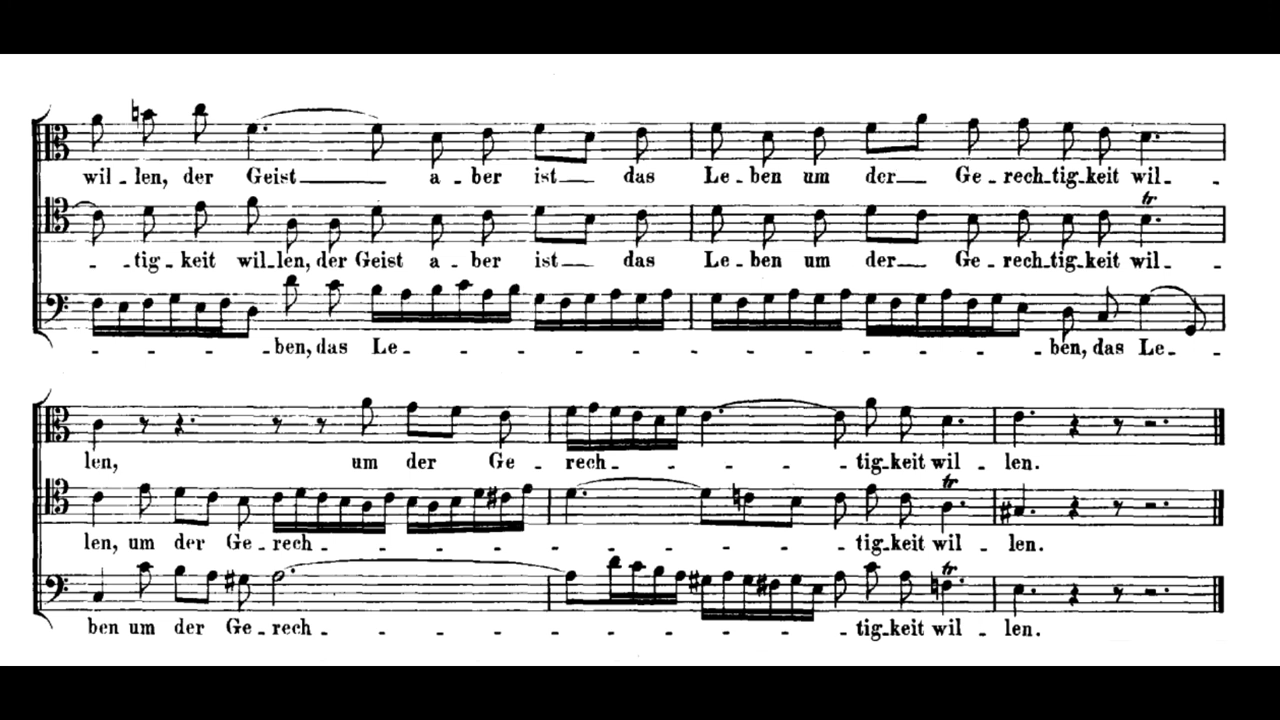 wil - len, der Geist a - ber ist das Le - ben um der Ge - rech - tig - keit wil -
- - tig - keit wil - len, der Geist a - ber ist das Le - ben um der Ge - rech - tig - keit wil -
- - - - ben, das Le - - - - - - - - - - ben, das Le - -
len, um der Ge - rech - - - - - tig - keit wil - len.
len, um der Ge - rech - - - - - - - - - tig - keit wil - len.
ben um der Ge - rech - - - - - - - - - tig - keit wil - len.